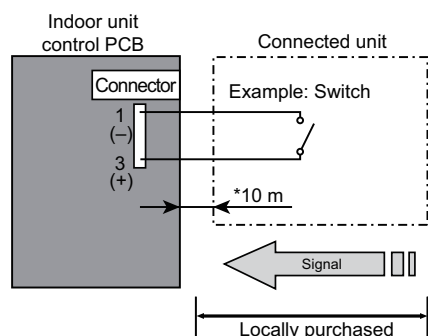 Indoor unit
control PCB
Connected unit
Connector
Example: Switch
1
(–)
3
(+)
*10 m
Signal
Locally purchased